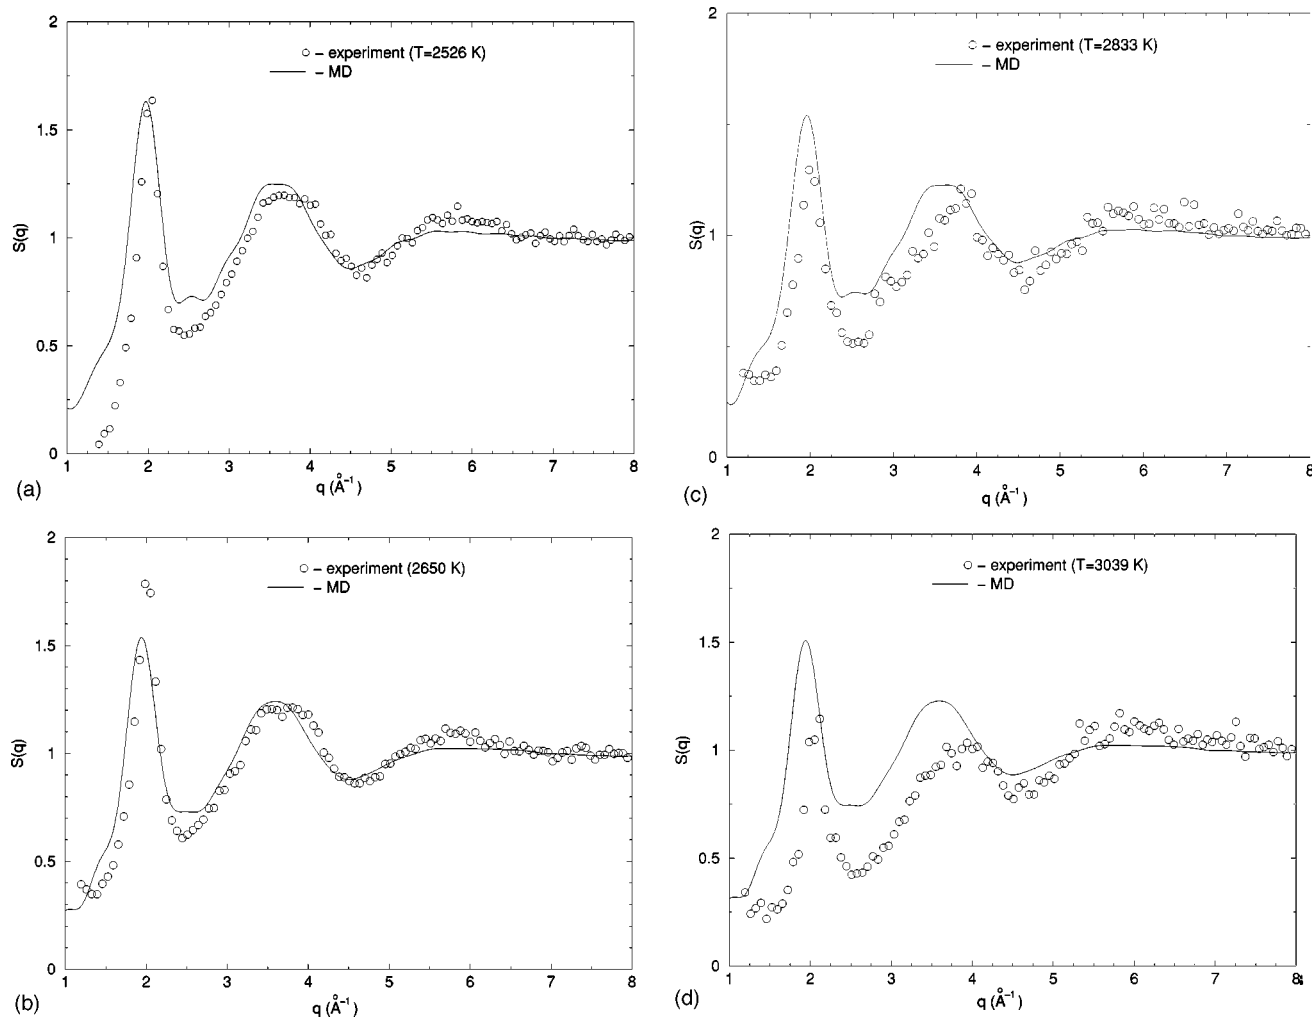 2
○ – experiment (T=2526 K)
— – MD
1.5
S(q)
1
0.5
0
1 2 3 4 5 6 7 8
q (Å⁻¹)
(a)
2
○ – experiment (2650 K)
— – MD
1.5
S(q)
1
0.5
0
1 2 3 4 5 6 7 8
q (Å⁻¹)
(b)
2
○ – experiment (T=2833 K)
— – MD
S(q)
1
0
1 2 3 4 5 6 7 8
q (Å⁻¹)
(c)
2
○ – experiment (T=3039 K)
— – MD
1.5
S(q)
1
0.5
0
1 2 3 4 5 6 7 8
q (Å⁻¹)
(d)